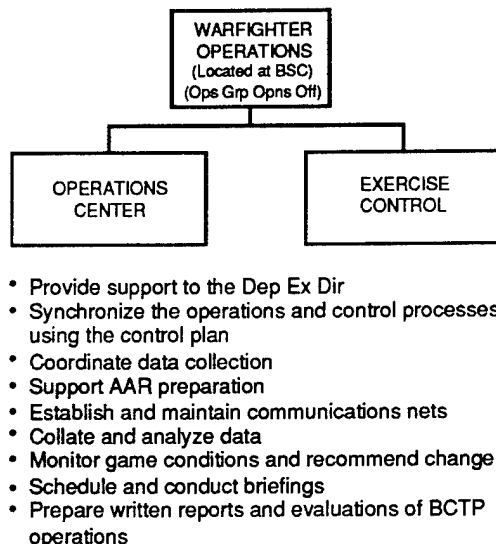 WARFIGHTER
OPERATIONS
(Located at BSC)
(Ops Grp Opns Off)
OPERATIONS
CENTER
EXERCISE
CONTROL
• Provide support to the Dep Ex Dir
• Synchronize the operations and control processes
using the control plan
• Coordinate data collection
• Support AAR preparation
• Establish and maintain communications nets
• Collate and analyze data
• Monitor game conditions and recommend change
• Schedule and conduct briefings
• Prepare written reports and evaluations of BCTP
operations